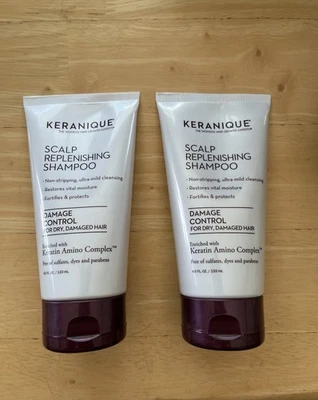 KERANIQUE
SCALP
REPLENISHING
SHAMPOO
• Non-stripping, ultra-mild cleansing
• Restores vital moisture
• Fortifies & protects
DAMAGE
CONTROL
FOR DRY, DAMAGED HAIR
Enriched with
Keratin Amino Complex™
Free of sulfates, dyes and parabens
KERANIQUE
SCALP
REPLENISHING
SHAMPOO
• Non-stripping, ultra-mild cleansing
• Restores vital moisture
• Fortifies & protects
DAMAGE
CONTROL
FOR DRY, DAMAGED HAIR
Enriched with
Keratin Amino Complex™
Free of sulfates, dyes and parabens